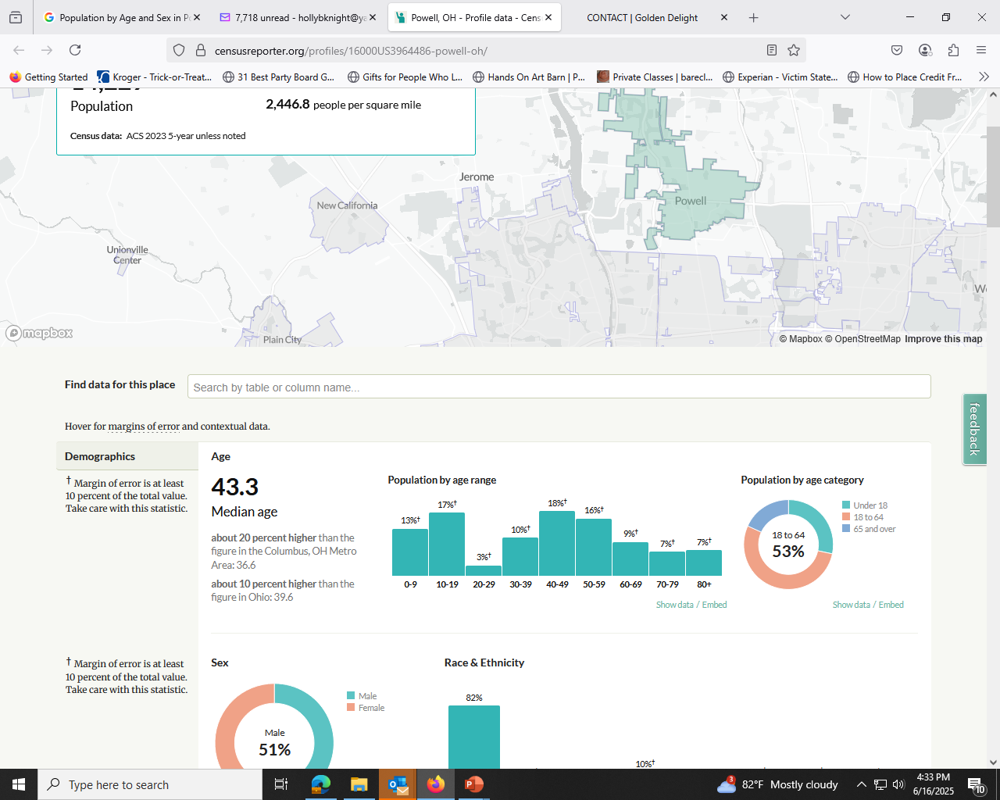 Population by Age and Sex in Po
7,718 unread - hollybknight@ya
Powell, OH - Profile data - Cens
CONTACT | Golden Delight
censusreporter.org/profiles/16000US3964486-powell-oh/
Getting Started
Kroger - Trick-or-Treat...
31 Best Party Board G...
Gifts for People Who L...
Hands On Art Barn | P...
Private Classes | barecl...
Experian - Victim State...
How to Place Credit Fr...
Population
2,446.8 people per square mile
Census data: ACS 2023 5-year unless noted
Jerome
New California
Powell
Unionville
Center
Plain City
mapbox
© Mapbox © OpenStreetMap Improve this map
Find data for this place
Search by table or column name...
feedback
Hover for margins of error and contextual data.
Demographics
† Margin of error is at least
10 percent of the total value.
Take care with this statistic.
Age
43.3
Median age
about 20 percent higher than the
figure in the Columbus, OH Metro
Area: 36.6
about 10 percent higher than the
figure in Ohio: 39.6
Population by age range
13%† 17%† 3%† 10%† 18%† 16%† 9%† 7%† 7%†
0-9 10-19 20-29 30-39 40-49 50-59 60-69 70-79 80+
Show data / Embed
Population by age category
18 to 64
53%
Under 18
18 to 64
65 and over
Show data / Embed
† Margin of error is at least
10 percent of the total value.
Take care with this statistic.
Sex
Male
51%
Male
Female
Race & Ethnicity
82%
10%†
Type here to search
3
82°F Mostly cloudy
4:33 PM
6/16/2025
10